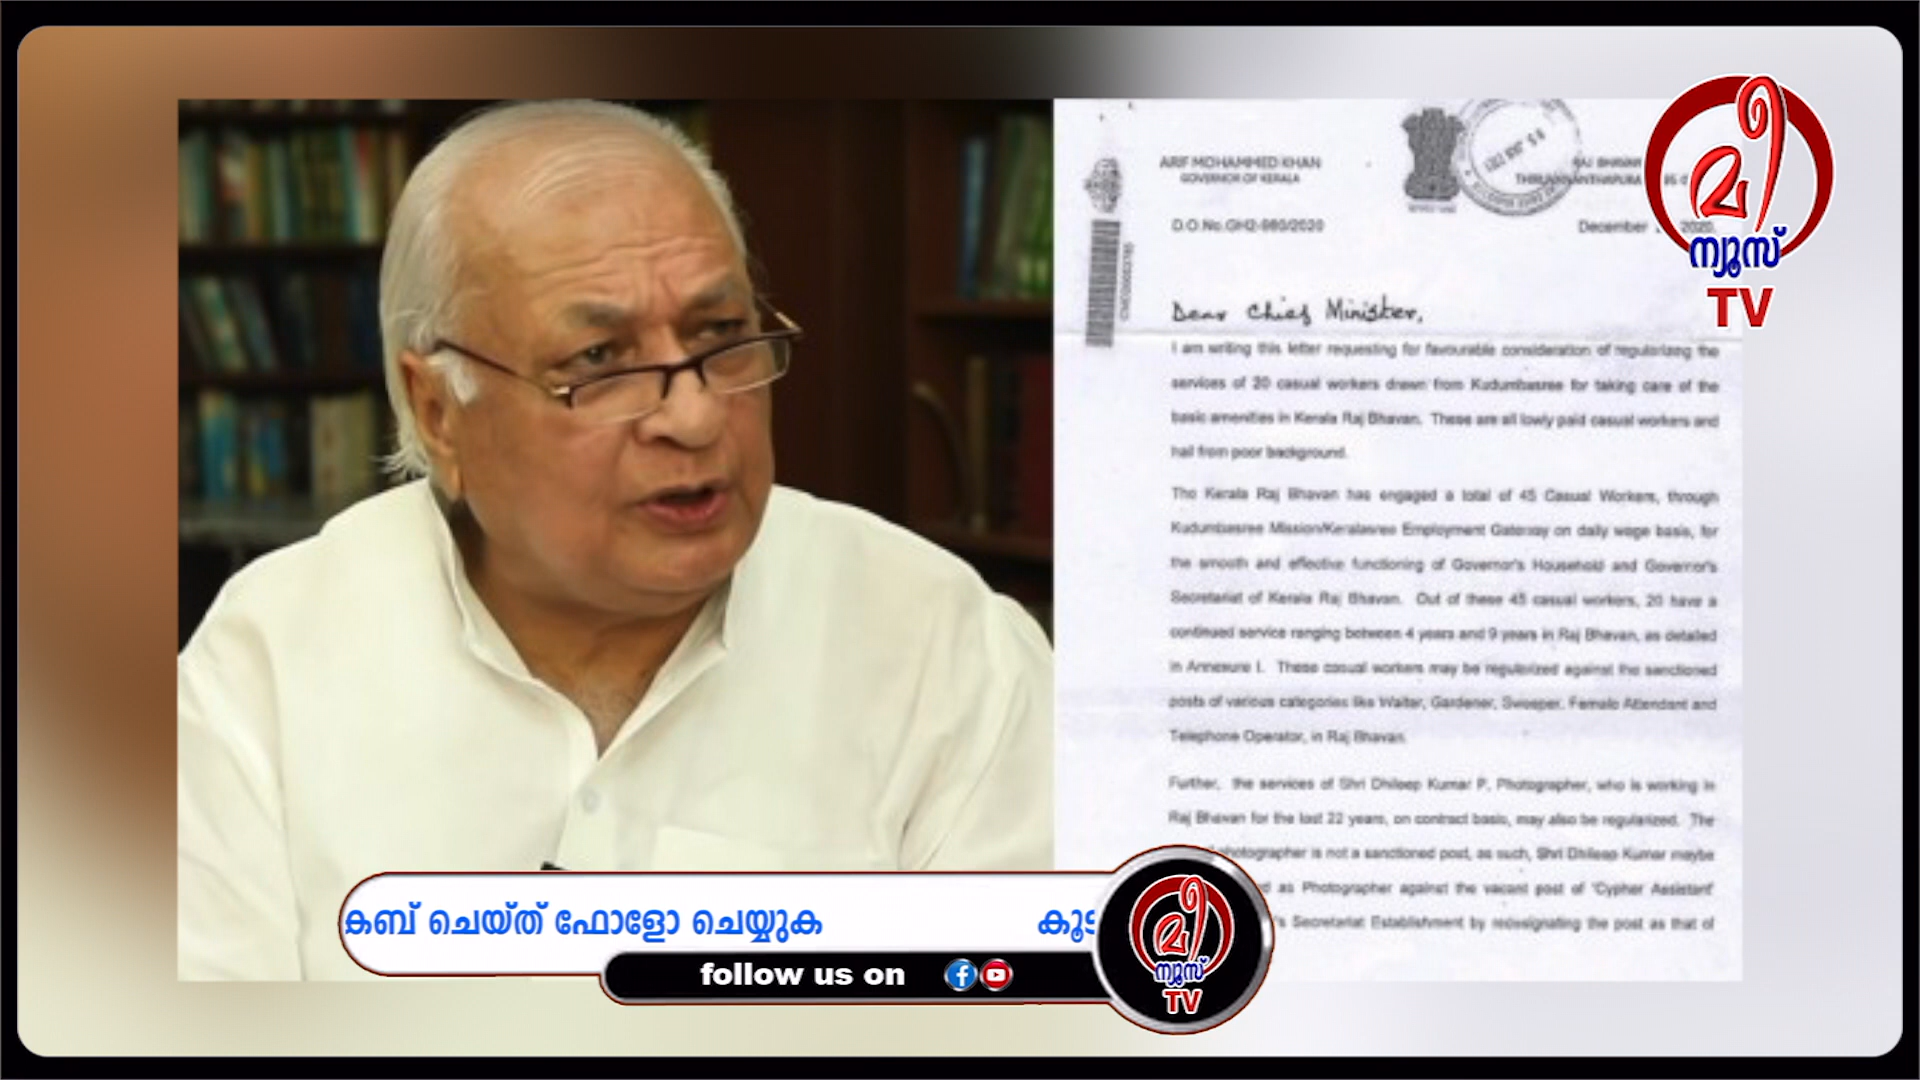 ARIF MOHAMMED KHAN
GOVERNOR OF KERALA
RAJ BHAVAN
D.O.No.GH2-980/2020
December 2020.
Dear Chief Minister,
I am writing this letter requesting for favourable consideration of regularizing the
services of 20 casual workers drawn from Kudumbasree for taking care of the
basic amenities in Kerala Raj Bhavan. These are all lowly paid casual workers and
hail from poor background.
The Kerala Raj Bhavan has engaged a total of 45 Casual Workers, through
Kudumbasree Mission/Keralasree Employment Gateway on daily wage basis, for
the smooth and effective functioning of Governor's Household and Governor's
Secretariat of Kerala Raj Bhavan. Out of these 45 casual workers, 20 have a
continued service ranging between 4 years and 9 years in Raj Bhavan, as detailed
in Annexure I. These casual workers may be regularized against the sanctioned
posts of various categories like Waiter, Gardener, Sweeper, Female Attendant and
Telephone Operator, in Raj Bhavan.
Further, the services of Shri Dhileep Kumar P, Photographer, who is working in
Raj Bhavan for the last 22 years, on contract basis, may also be regularized. The
photographer is not a sanctioned post, as such, Shri Dhileep Kumar maybe
d as Photographer against the vacant post of 'Cypher Assistant'
's Secretariat Establishment by redesignating the post as that of
മീ
ന്യൂസ്
TV
കബ് ചെയ്ത് ഫോളോ ചെയ്യുക
follow us on
മീ
ന്യൂസ്
TV